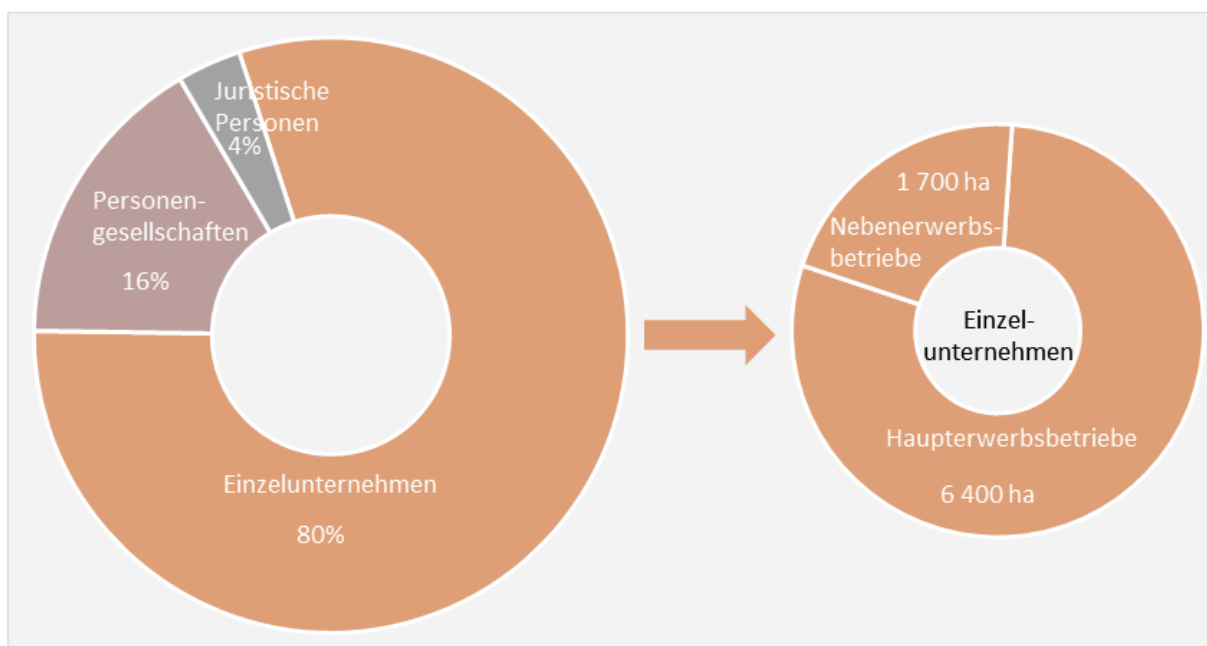 Juristische
Personen
4%
Personen-
gesellschaften
16%
Einzelunternehmen
80%
1 700 ha
Nebenerwerbs-
betriebe
Einzel-
unternehmen
Haupterwerbsbetriebe
6 400 ha